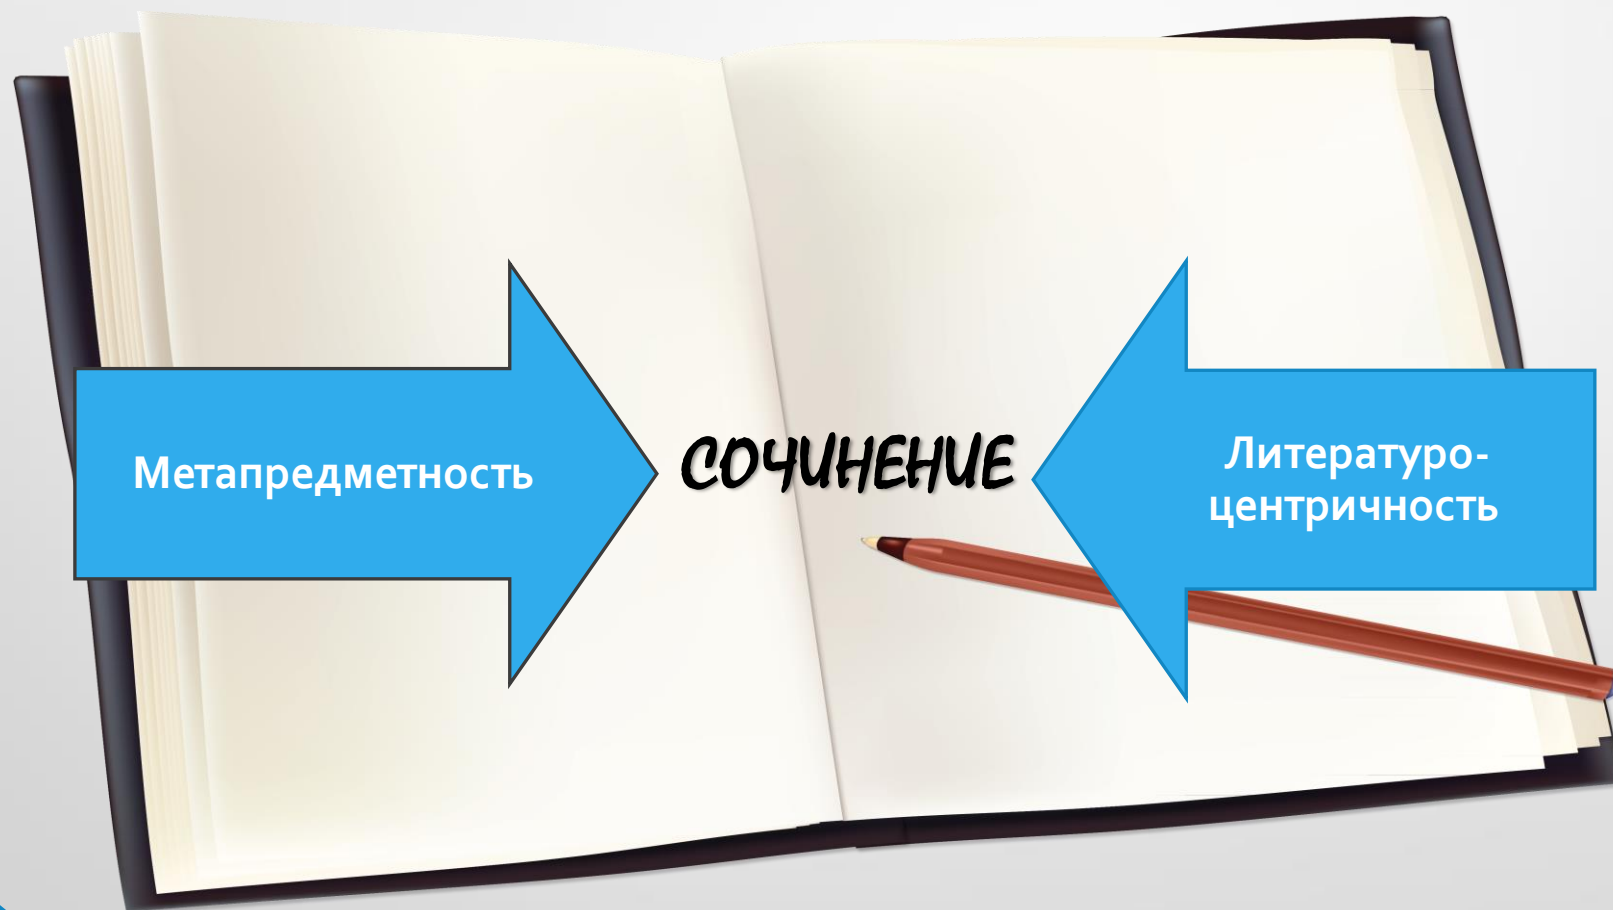 Метапредметность
СОЧИНЕНИЕ
Литературо-
центричность